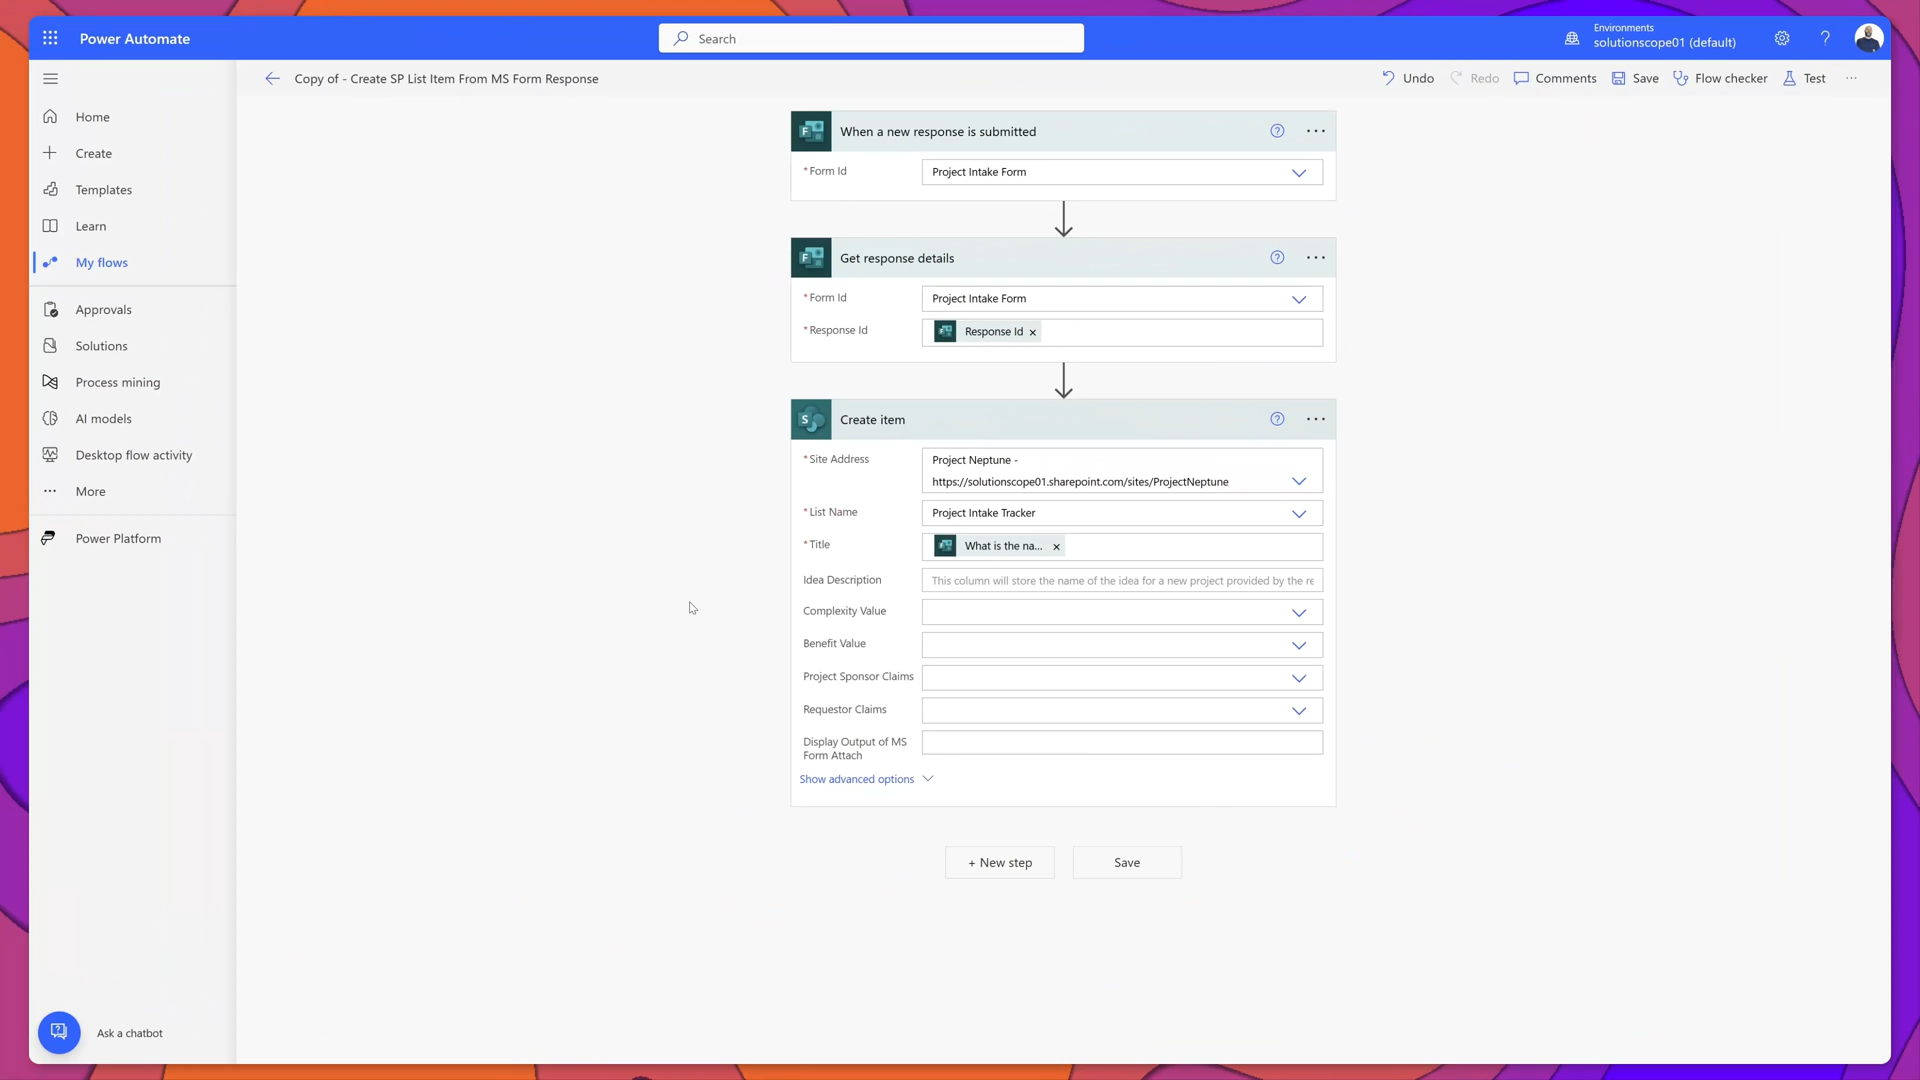 Power Automate
Search
Environments
solutionscope01 (default)
Copy of - Create SP List Item From MS Form Response
Undo
Redo
Comments
Save
Flow checker
Test
Home
Create
Templates
Learn
My flows
Approvals
Solutions
Process mining
AI models
Desktop flow activity
More
Power Platform
Ask a chatbot
When a new response is submitted
* Form Id
Project Intake Form
Get response details
* Form Id
Project Intake Form
* Response Id
Response Id
Create item
* Site Address
Project Neptune -
https://solutionscope01.sharepoint.com/sites/ProjectNeptune
* List Name
Project Intake Tracker
* Title
What is the na...
Idea Description
This column will store the name of the idea for a new project provided by the re
Complexity Value
Benefit Value
Project Sponsor Claims
Requestor Claims
Display Output of MS
Form Attach
Show advanced options
+ New step
Save